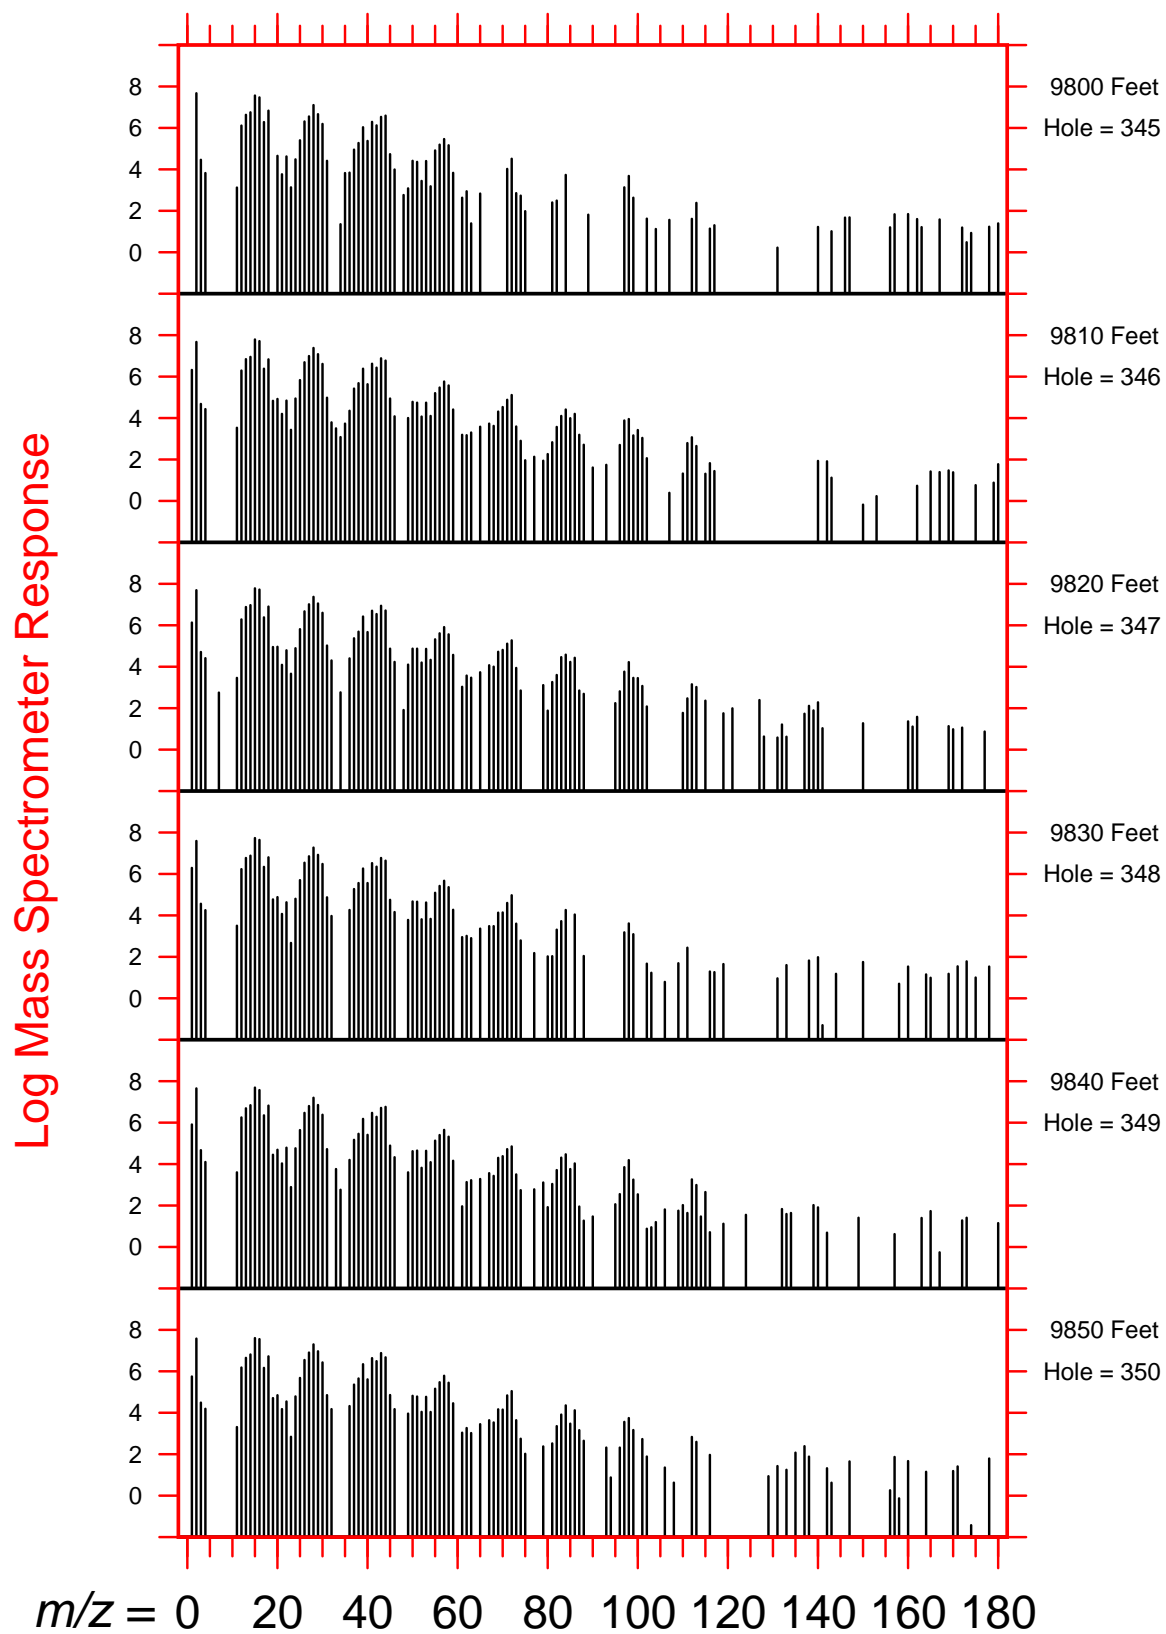 8
6
4
2
0
9800 Feet
Hole = 345
8
6
4
2
0
9810 Feet
Hole = 346
8
6
4
2
0
9820 Feet
Hole = 347
8
6
4
2
0
9830 Feet
Hole = 348
8
6
4
2
0
9840 Feet
Hole = 349
8
6
4
2
0
9850 Feet
Hole = 350
Log Mass Spectrometer Response
m/z = 0 20 40 60 80 100 120 140 160 180